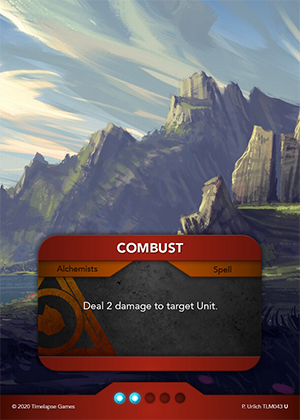 COMBUST
Alchemists Spell
Deal 2 damage to target Unit.
© 2020 Timelapse Games P. Urlich TLM043 U